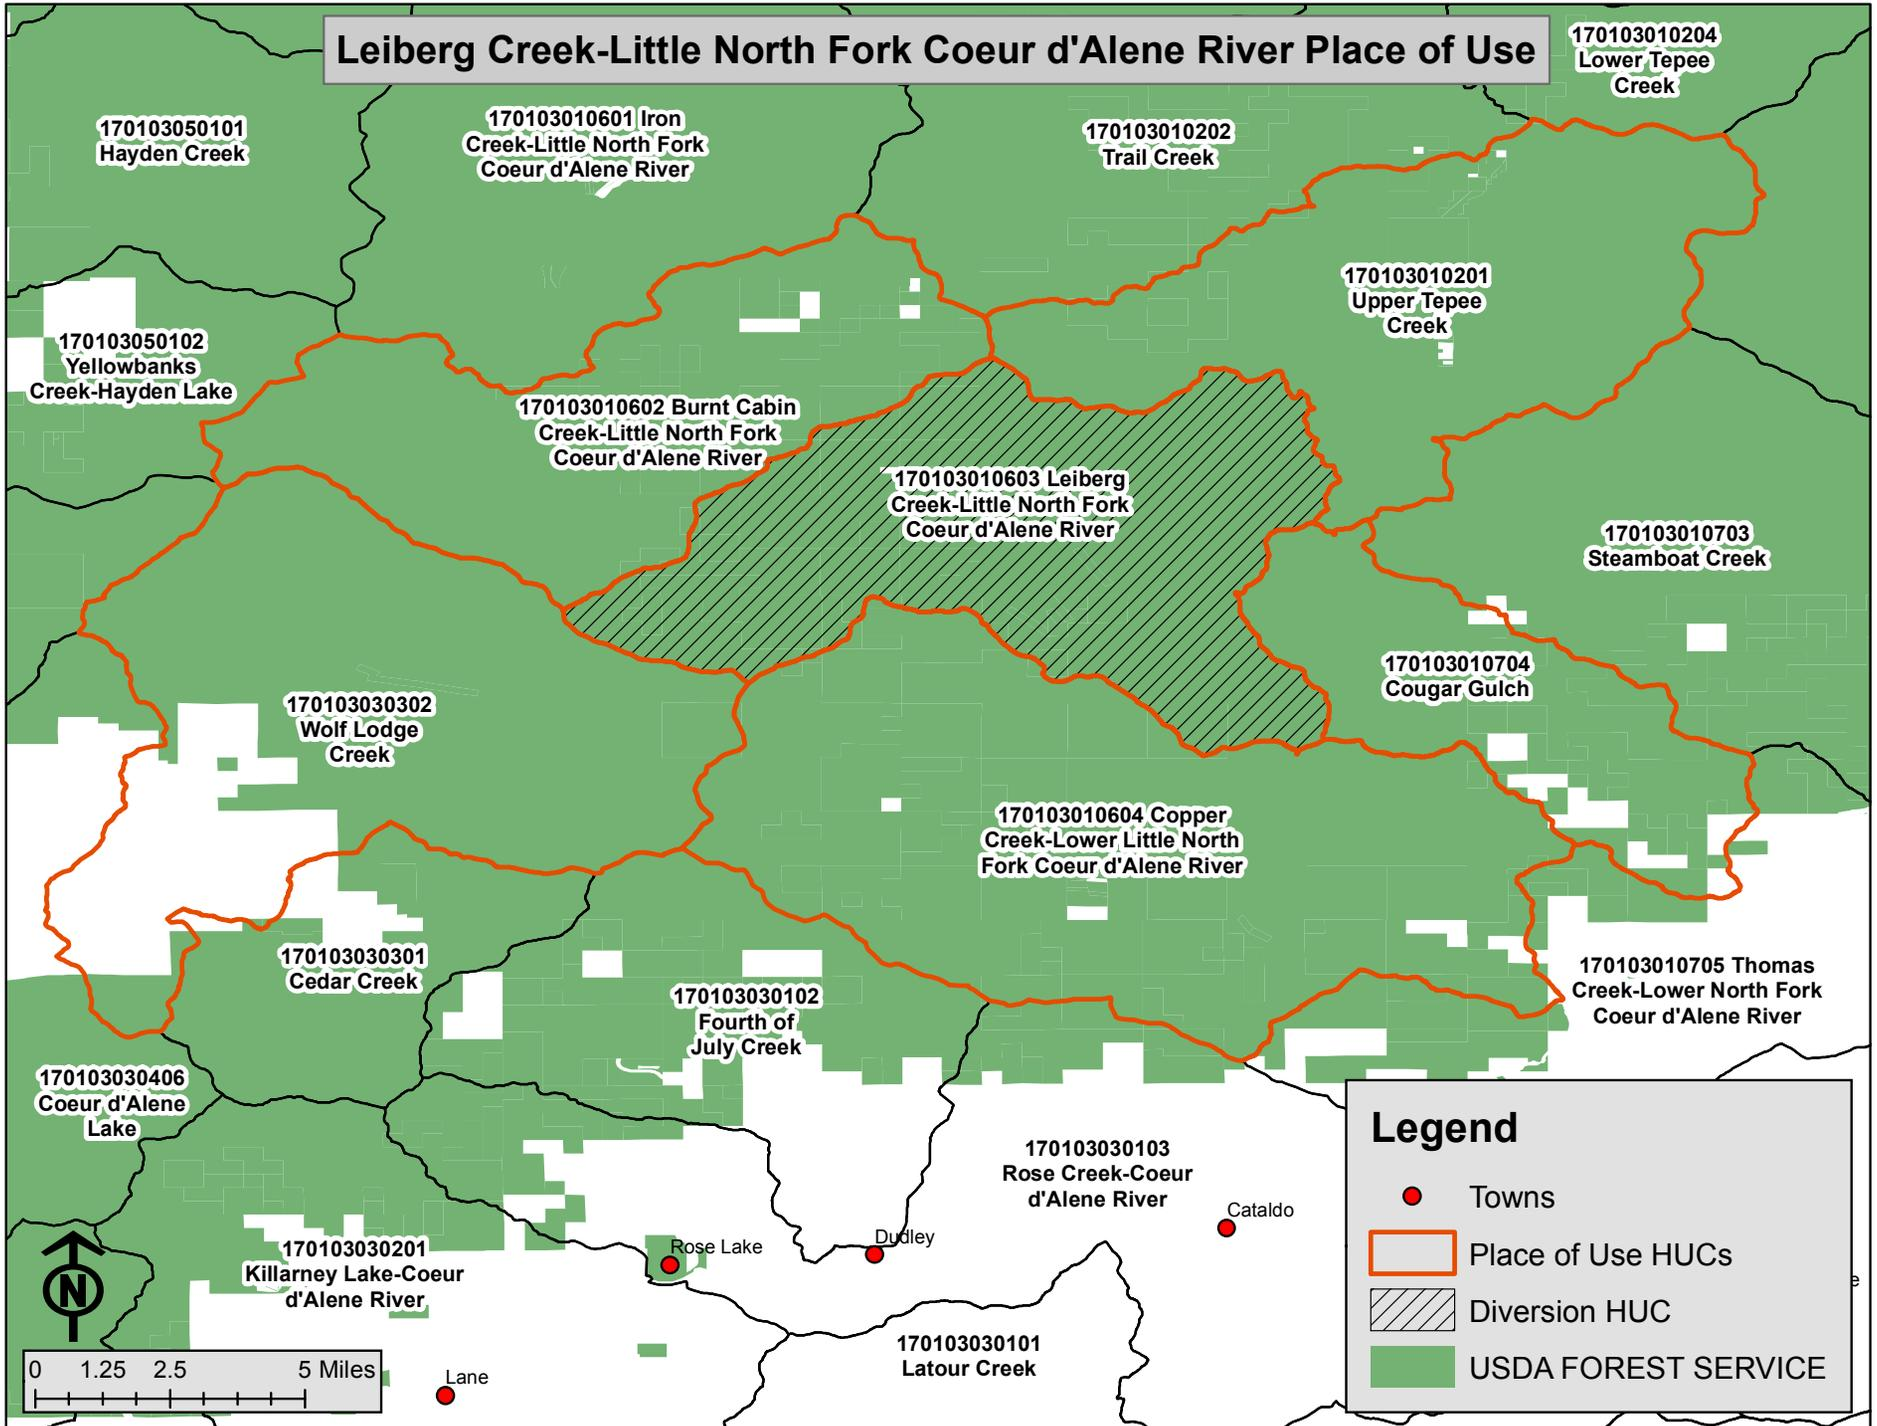 Leiberg Creek-Little North Fork Coeur d'Alene River Place of Use
170103010204
Lower Tepee
Creek
170103050101
Hayden Creek
170103010601 Iron
Creek-Little North Fork
Coeur d'Alene River
170103010202
Trail Creek
170103010201
Upper Tepee
Creek
170103050102
Yellowbanks
Creek-Hayden Lake
170103010602 Burnt Cabin
Creek-Little North Fork
Coeur d'Alene River
170103010603 Leiberg
Creek-Little North Fork
Coeur d'Alene River
170103010703
Steamboat Creek
170103010704
Cougar Gulch
170103030302
Wolf Lodge
Creek
170103010604 Copper
Creek-Lower Little North
Fork Coeur d'Alene River
170103030301
Cedar Creek
170103030102
Fourth of
July Creek
170103010705 Thomas
Creek-Lower North Fork
Coeur d'Alene River
170103030406
Coeur d'Alene
Lake
170103030103
Rose Creek-Coeur
d'Alene River
Cataldo
Dudley
Rose Lake
170103030201
Killarney Lake-Coeur
d'Alene River
170103030101
Latour Creek
Lane
N
0 1.25 2.5 5 Miles
Legend
Towns
Place of Use HUCs
Diversion HUC
USDA FOREST SERVICE
e